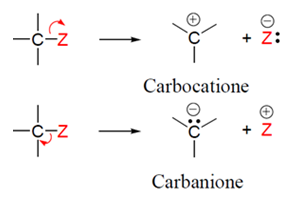 C Z C + Z:
Carbocatione
C Z C + Z
Carbanione